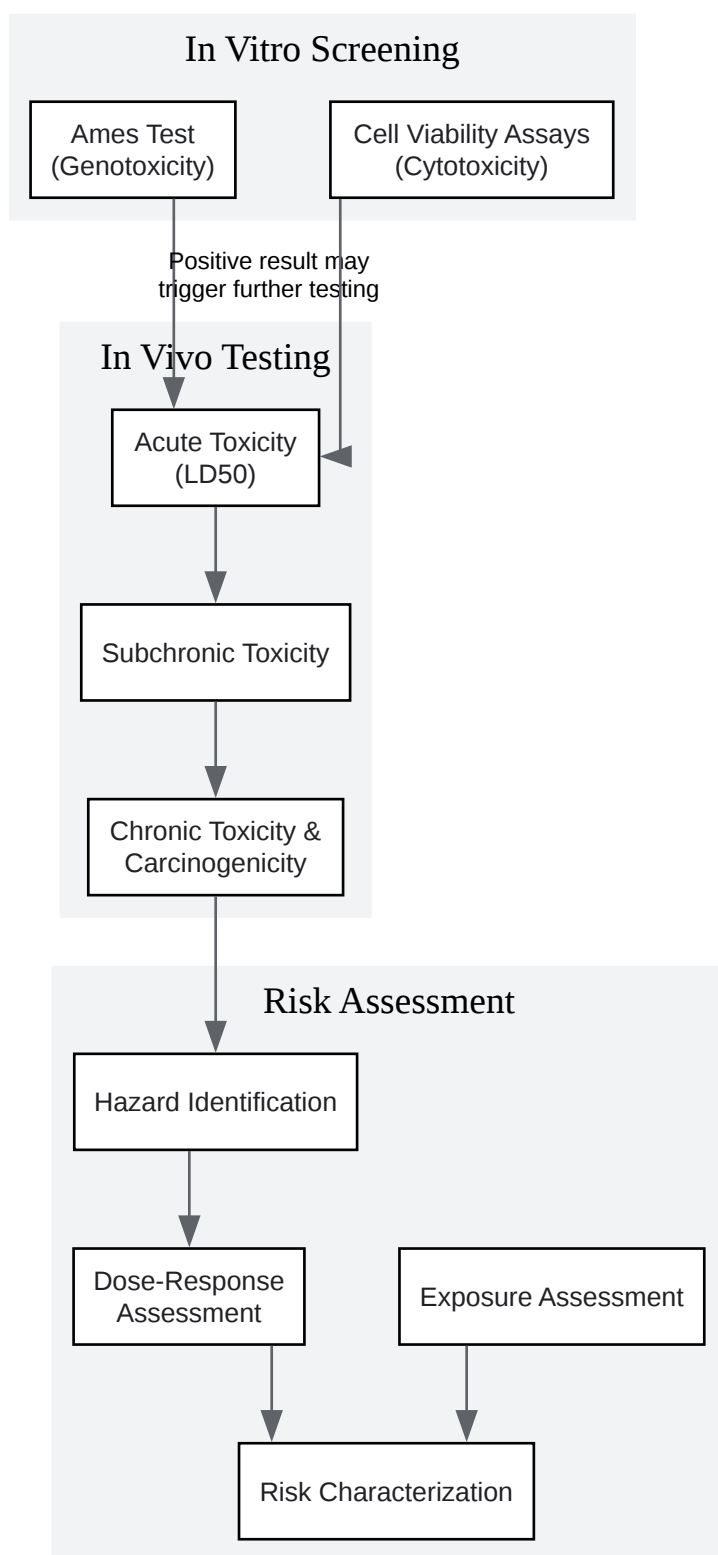 In Vitro Screening
Ames Test
(Genotoxicity)
Cell Viability Assays
(Cytotoxicity)
Positive result may
trigger further testing
In Vivo Testing
Acute Toxicity
(LD50)
Subchronic Toxicity
Chronic Toxicity &
Carcinogenicity
Risk Assessment
Hazard Identification
Dose-Response
Assessment
Exposure Assessment
Risk Characterization